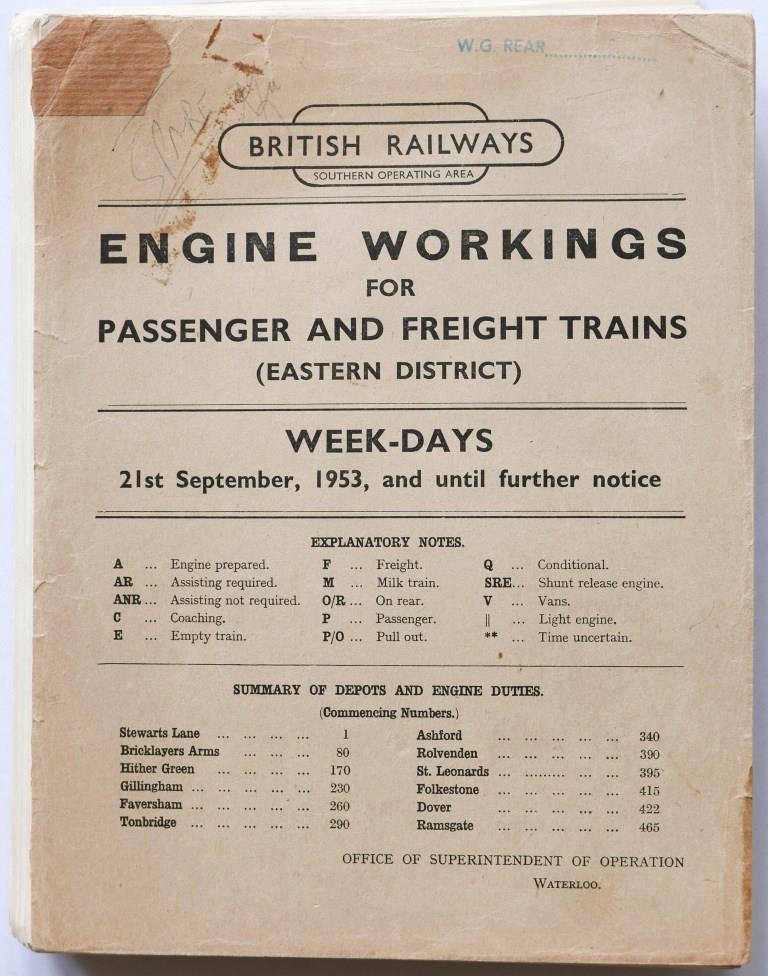 W.G. REAR
SPARE
BRITISH RAILWAYS
SOUTHERN OPERATING AREA
ENGINE WORKINGS
FOR
PASSENGER AND FREIGHT TRAINS
(EASTERN DISTRICT)
WEEK-DAYS
21st September, 1953, and until further notice
EXPLANATORY NOTES.
A ... Engine prepared. F ... Freight. Q ... Conditional.
AR ... Assisting required. M ... Milk train. SRE... Shunt release engine.
ANR... Assisting not required. O/R... On rear. V ... Vans.
C ... Coaching. P ... Passenger. || ... Light engine.
E ... Empty train. P/O... Pull out. ** ... Time uncertain.
SUMMARY OF DEPOTS AND ENGINE DUTIES.
(Commencing Numbers.)
Stewarts Lane ... ... ... ... 1 Ashford ... ... ... ... ... 340
Bricklayers Arms ... ... ... 80 Rolvenden ... ... ... ... ... 390
Hither Green ... ... ... ... 170 St. Leonards ... ......... ... ... 395
Gillingham ... ... ... ... ... 230 Folkestone ... ... ... ... ... 415
Faversham ... ... ... ... ... 260 Dover ... ... ... ... ... 422
Tonbridge ... ... ... ... ... 290 Ramsgate ... ... ... ... ... 465
OFFICE OF SUPERINTENDENT OF OPERATION
WATERLOO.